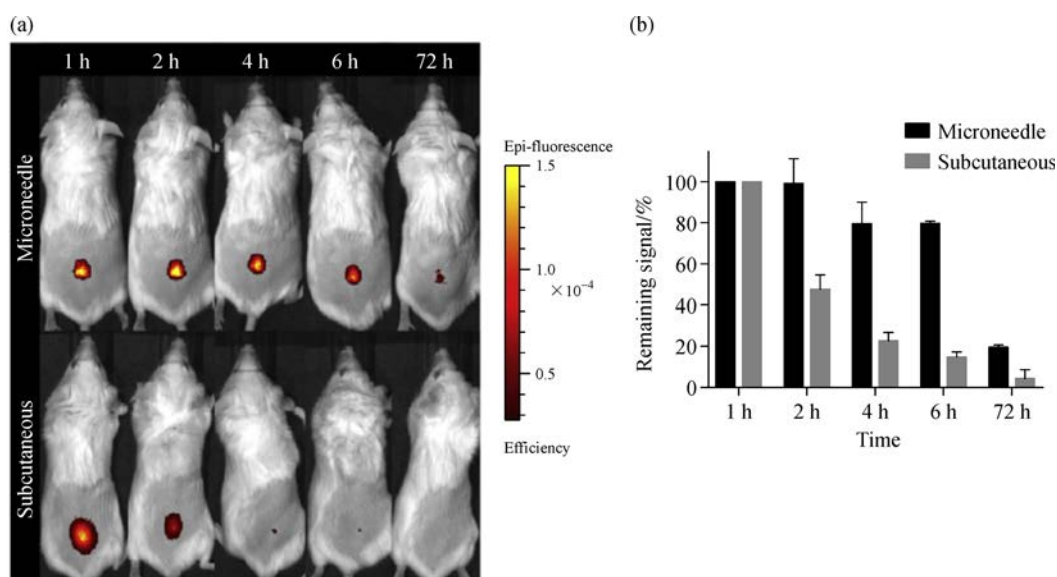 (a)
1 h 2 h 4 h 6 h 72 h
Microneedle
Subcutaneous
Epi-fluorescence
1.5
1.0
×10⁻⁴
0.5
Efficiency
(b)
Microneedle
Subcutaneous
Remaining signal/%
100
80
60
40
20
0
1 h 2 h 4 h 6 h 72 h
Time